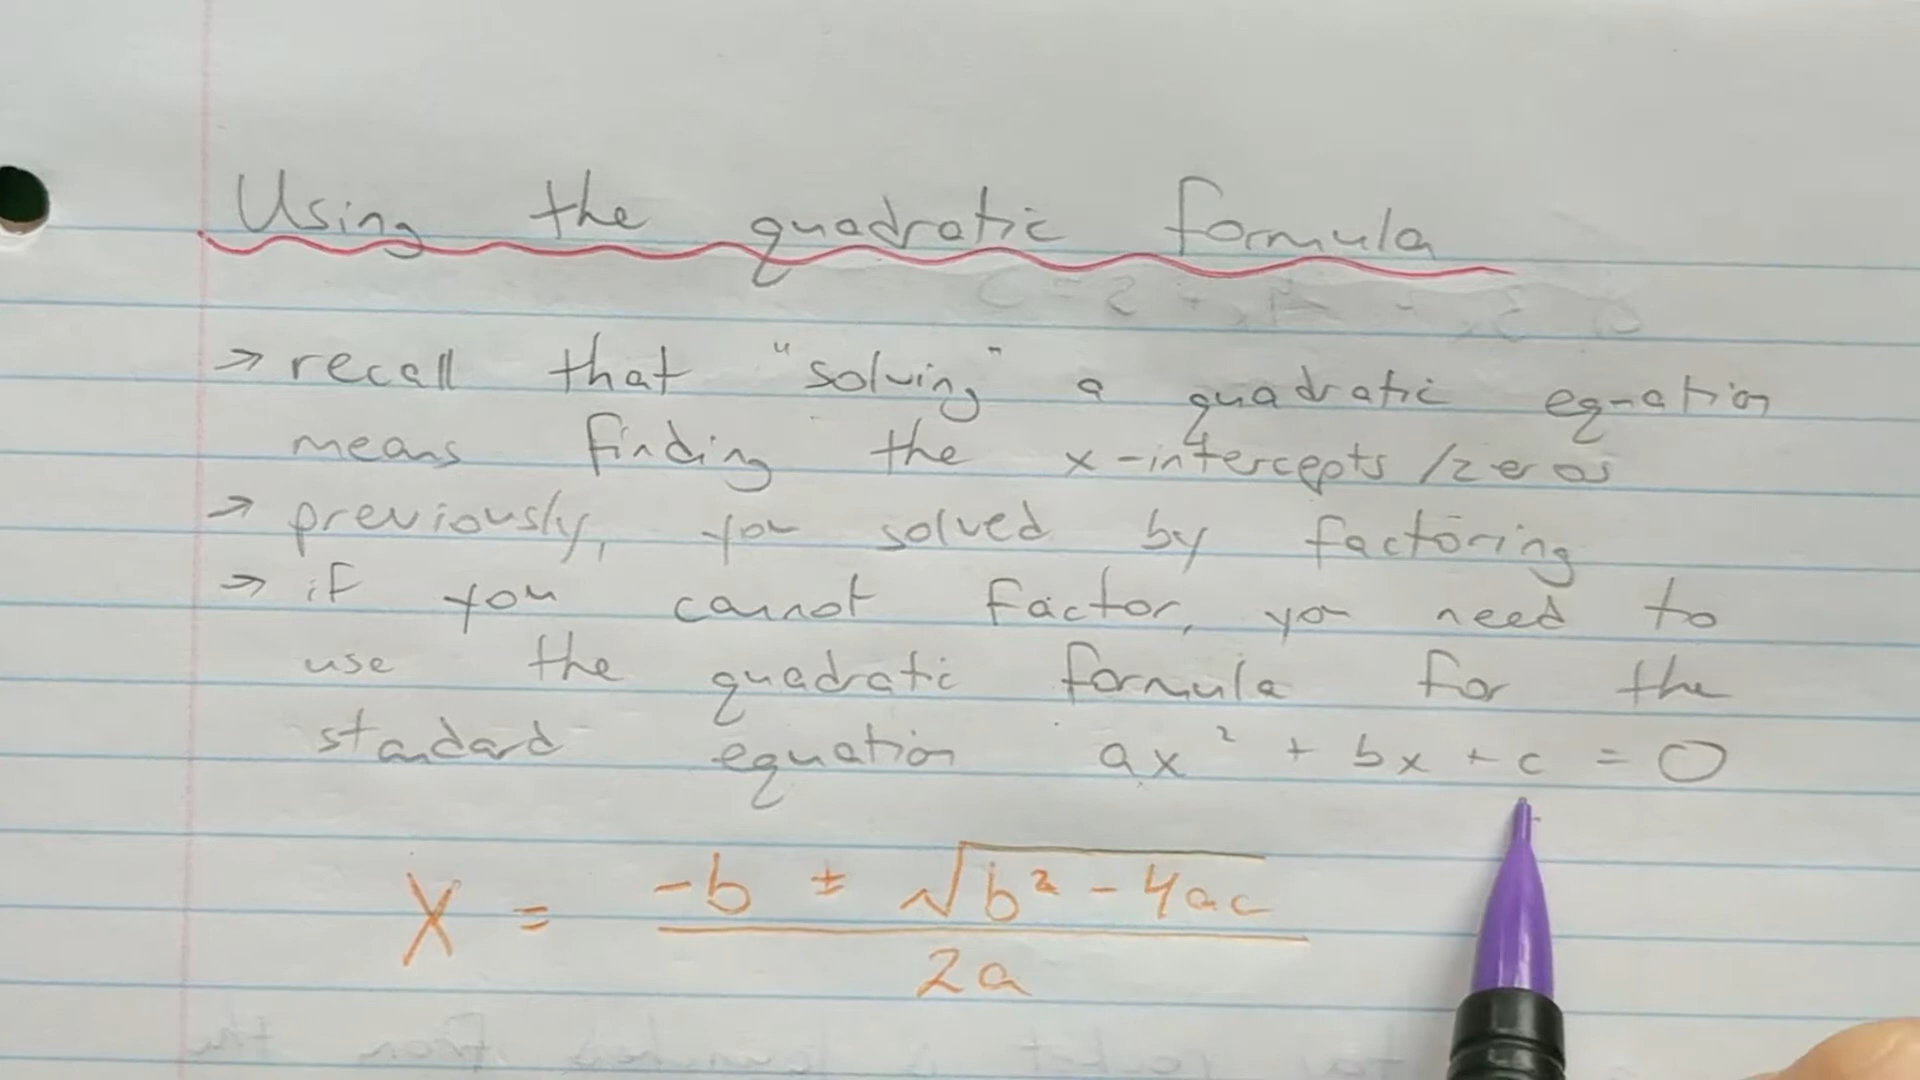 Using the quadratic formula
→ recall that "solving" a quadratic equation
means finding the x-intercepts/zeros
→ previously, you solved by factoring
→ if you cannot factor, you need to
use the quadratic formula for the
standard equation ax² + bx + c = 0
X = -b ± √b² - 4ac
2a